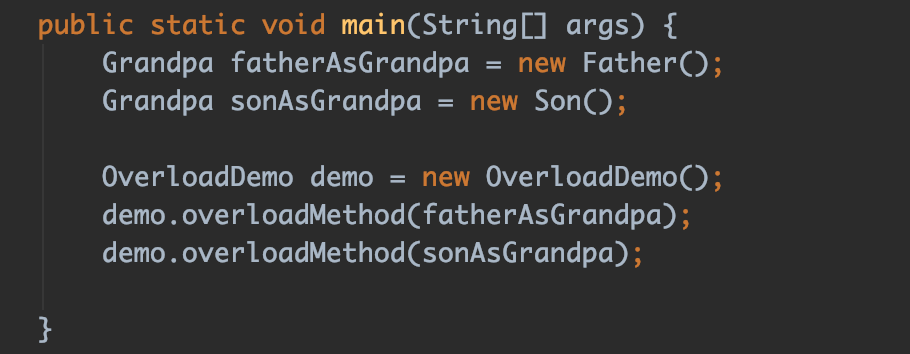 public static void main(String[] args) {
    Grandpa fatherAsGrandpa = new Father();
    Grandpa sonAsGrandpa = new Son();
    OverloadDemo demo = new OverloadDemo();
    demo.overloadMethod(fatherAsGrandpa);
    demo.overloadMethod(sonAsGrandpa);
}